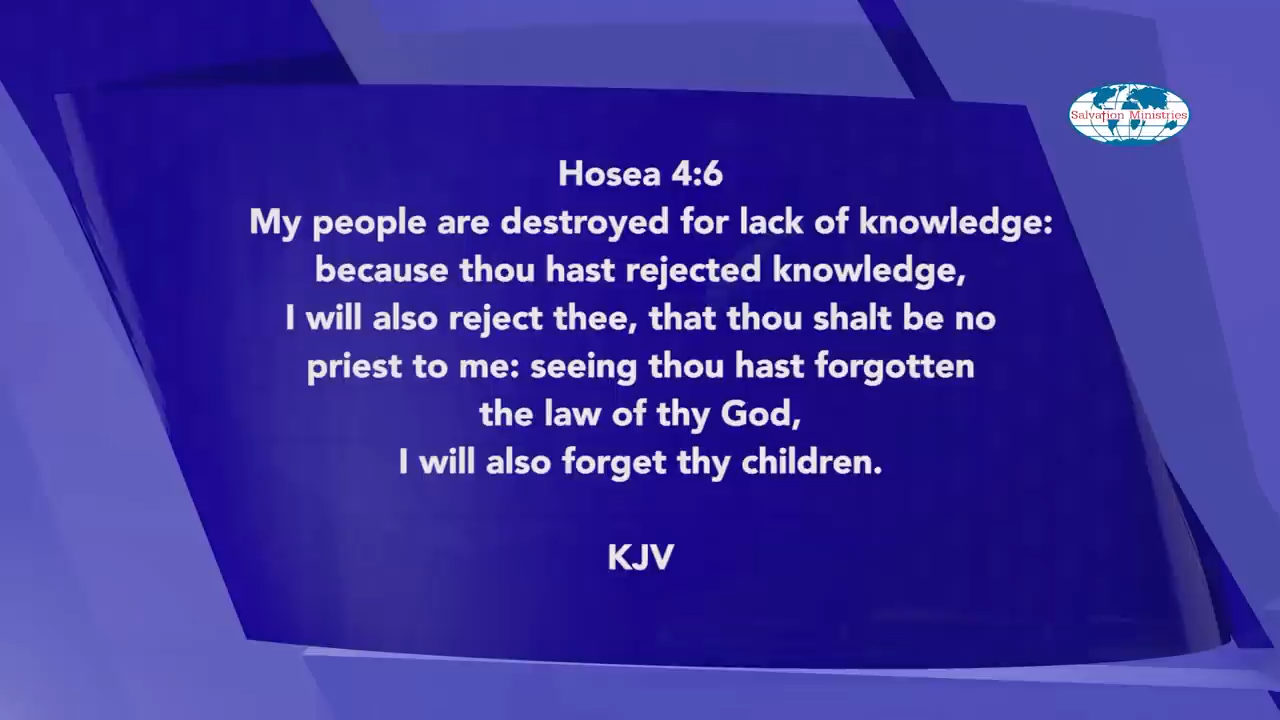 Salvation Ministries
Hosea 4:6
My people are destroyed for lack of knowledge:
because thou hast rejected knowledge,
I will also reject thee, that thou shalt be no
priest to me: seeing thou hast forgotten
the law of thy God,
I will also forget thy children.
KJV